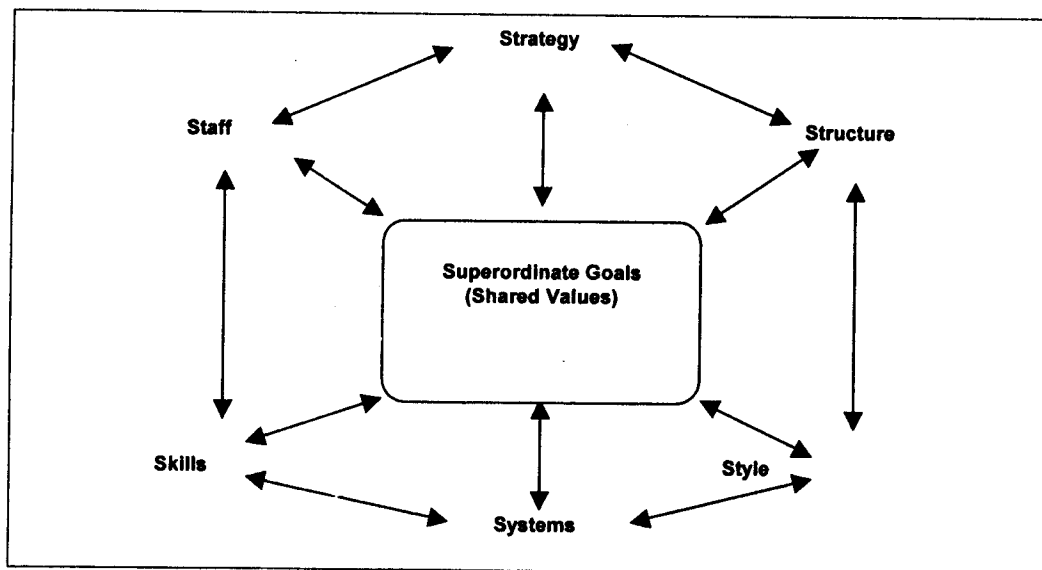 Strategy
Staff
Structure
Superordinate Goals
(Shared Values)
Skills
Style
Systems